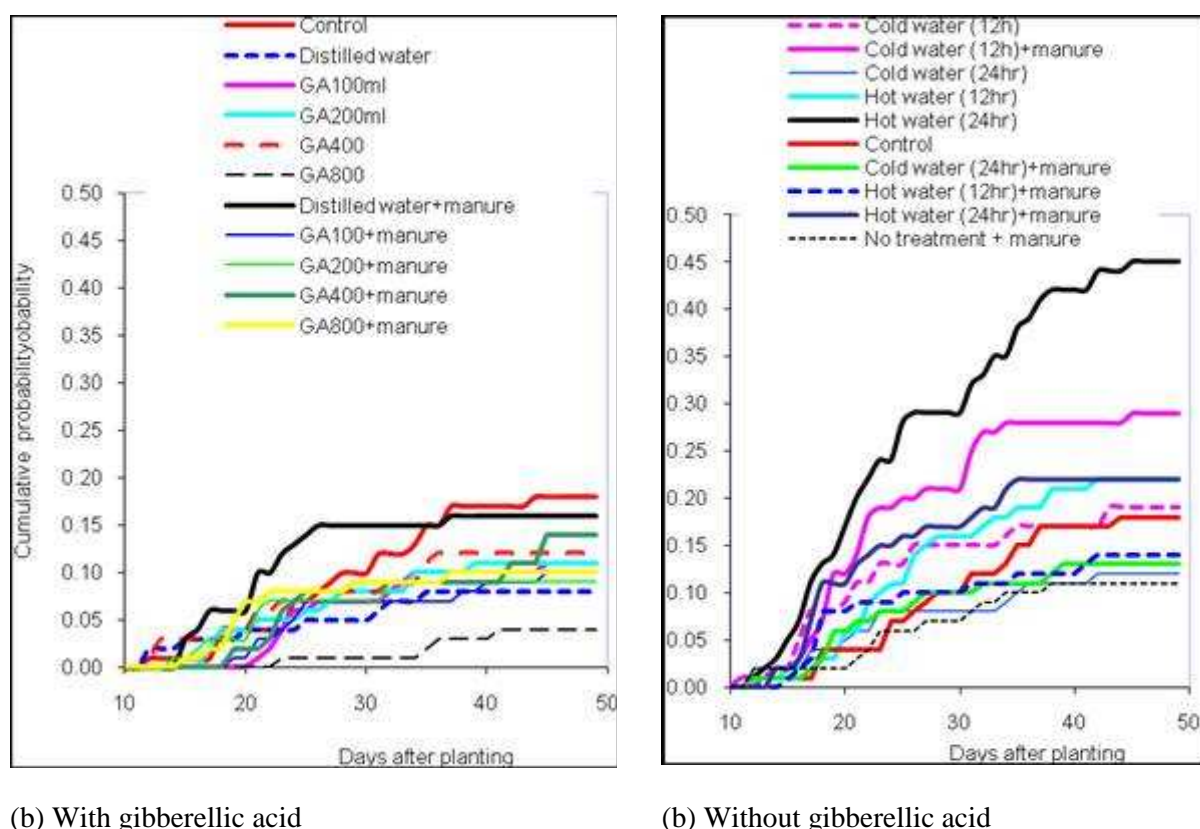 Control
Distilled water
GA100ml
GA200ml
GA400
GA800
Distilled water+manure
GA100+manure
GA200+manure
GA400+manure
GA800+manure
0.50
0.45
0.40
0.35
0.30
0.25
0.20
0.15
0.10
0.05
0.00
Cumulative probabilityobability
10 20 30 40 50
Days after planting
(b) With gibberellic acid
Cold water (12h)
Cold water (12h)+manure
Cold water (24hr)
Hot water (12hr)
Hot water (24hr)
Control
Cold water (24hr)+manure
Hot water (12hr)+manure
Hot water (24hr)+manure
No treatment + manure
0.50
0.45
0.40
0.35
0.30
0.25
0.20
0.15
0.10
0.05
0.00
10 20 30 40 50
Days after planting
(b) Without gibberellic acid